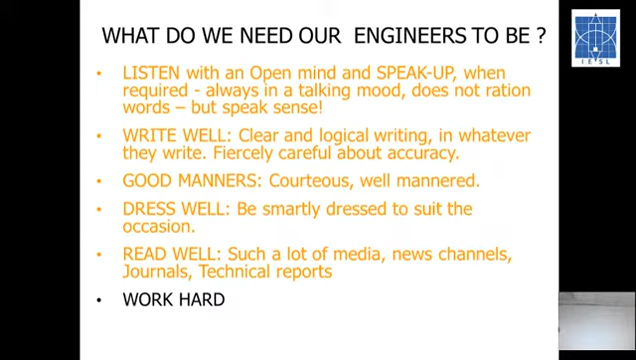 WHAT DO WE NEED OUR ENGINEERS TO BE ?
• LISTEN with an Open mind and SPEAK-UP, when
required - always in a talking mood, does not ration
words – but speak sense!
• WRITE WELL: Clear and logical writing, in whatever
they write. Fiercely careful about accuracy.
• GOOD MANNERS: Courteous, well mannered.
• DRESS WELL: Be smartly dressed to suit the
occasion.
• READ WELL: Such a lot of media, news channels,
Journals, Technical reports
• WORK HARD
I E S L